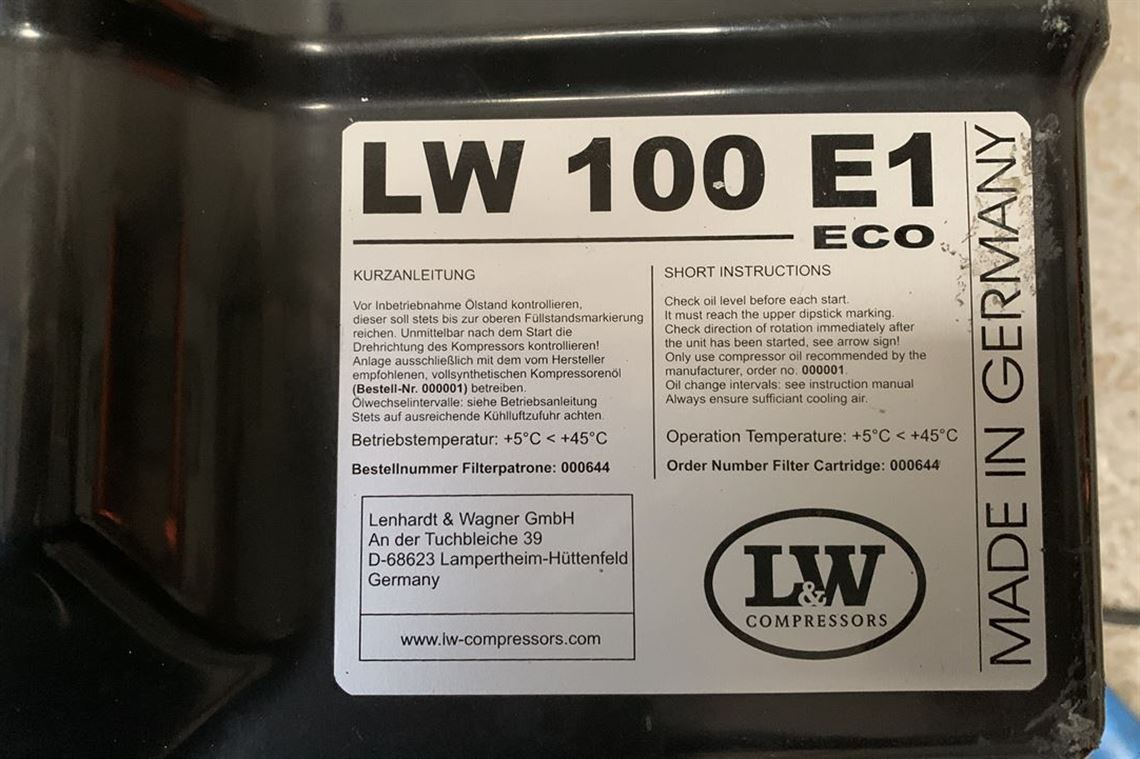 LW 100 E1
ECO
KURZANLEITUNG
Vor Inbetriebnahme Ölstand kontrollieren,
dieser soll stets bis zur oberen Füllstandsmarkierung
reichen. Unmittelbar nach dem Start die
Drehrichtung des Kompressors kontrollieren!
Anlage ausschließlich mit dem vom Hersteller
empfohlenen, vollsynthetischen Kompressorenöl
(Bestell-Nr. 000001) betreiben.
Ölwechselintervalle: siehe Betriebsanleitung
Stets auf ausreichende Kühlluftzufuhr achten.
Betriebstemperatur: +5°C < +45°C
Bestellnummer Filterpatrone: 000644
SHORT INSTRUCTIONS
Check oil level before each start.
It must reach the upper dipstick marking.
Check direction of rotation immediately after
the unit has been started, see arrow sign!
Only use compressor oil recommended by the
manufacturer, order no. 000001.
Oil change intervals: see instruction manual
Always ensure sufficiant cooling air.
Operation Temperature: +5°C < +45°C
Order Number Filter Cartridge: 000644
Lenhardt & Wagner GmbH
An der Tuchbleiche 39
D-68623 Lampertheim-Hüttenfeld
Germany
www.lw-compressors.com
L&W
COMPRESSORS
MADE IN GERMANY